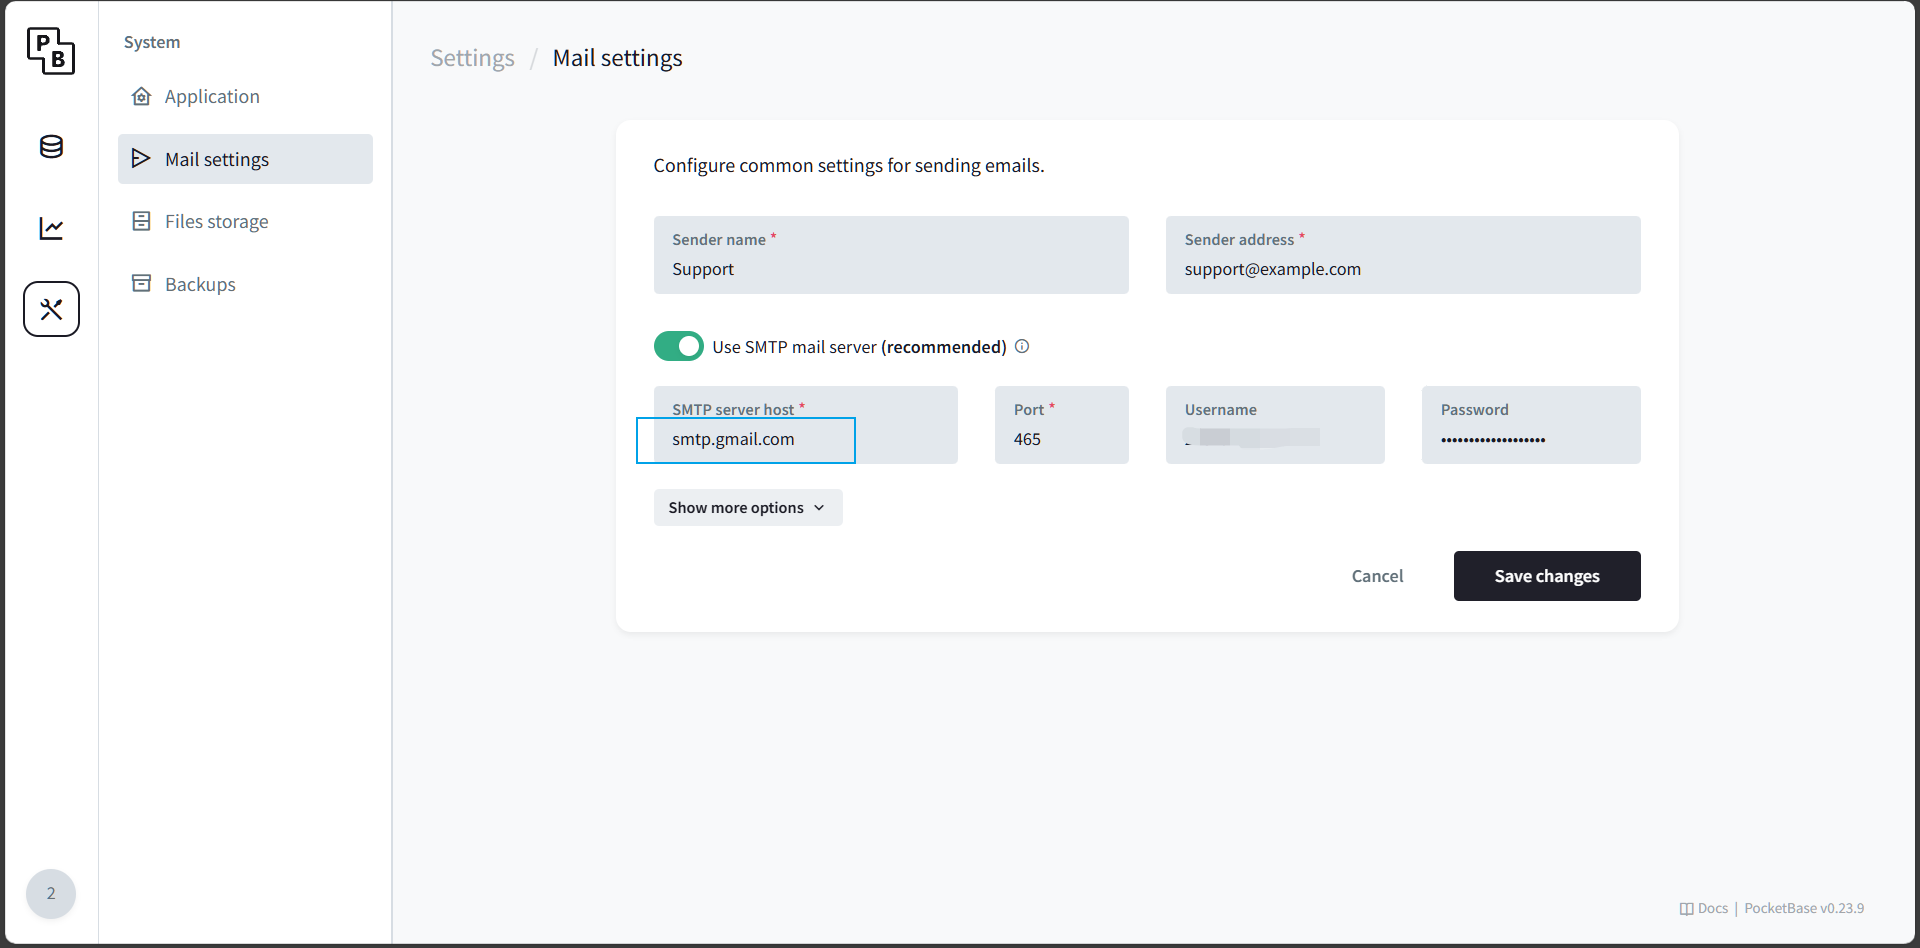 P
B
System
Application
Mail settings
Files storage
Backups
2
Settings / Mail settings
Configure common settings for sending emails.
Sender name *
Support
Sender address *
support@example.com
Use SMTP mail server (recommended)
SMTP server host *
smtp.gmail.com
Port *
465
Username
Password
•••••••••••••••••••
Show more options
Cancel
Save changes
Docs | PocketBase v0.23.9